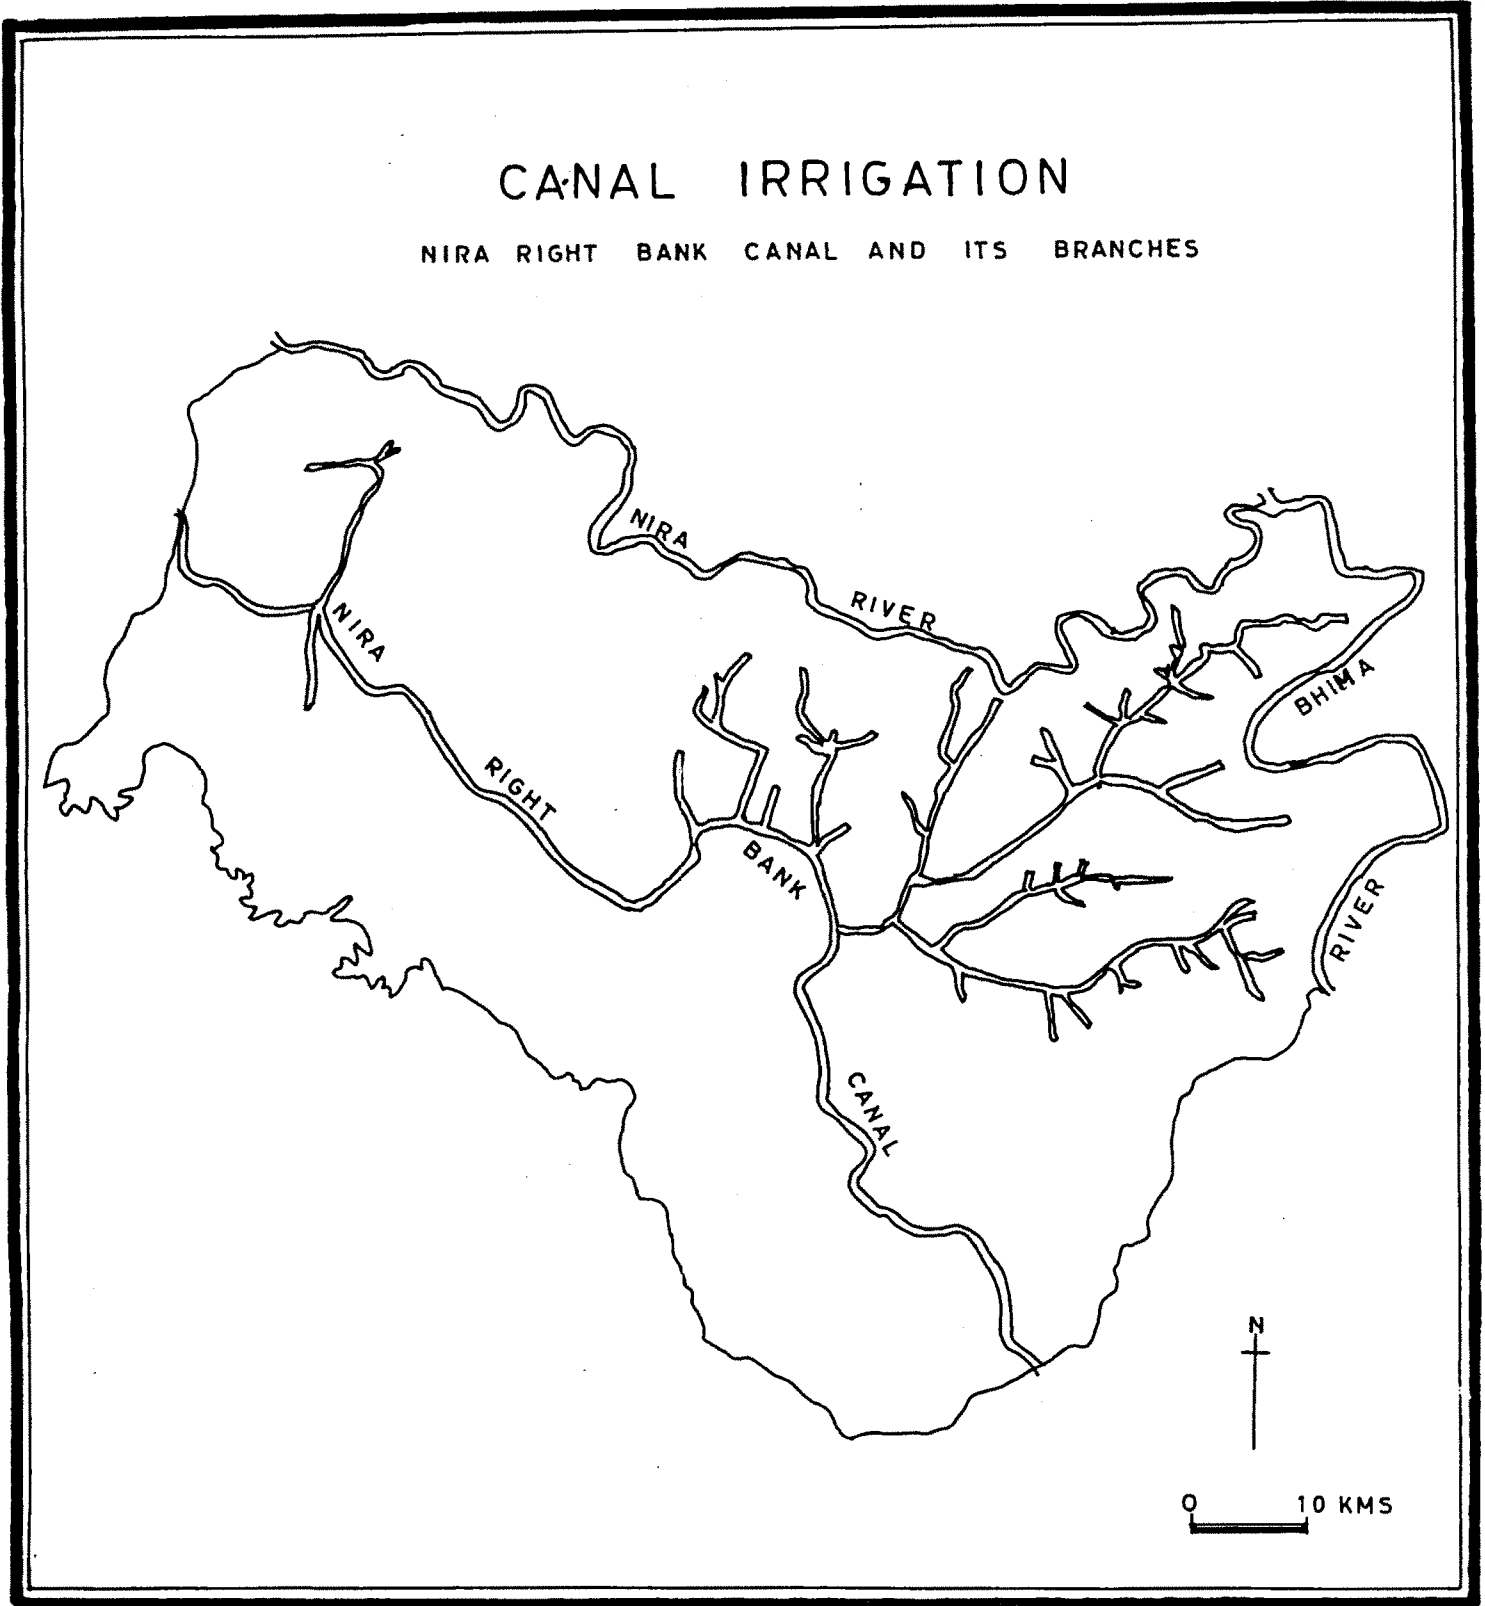 CANAL IRRIGATION
NIRA RIGHT BANK CANAL AND ITS BRANCHES
NIRA
RIVER
NIRA
RIGHT
BANK
CANAL
BHIMA
RIVER
N
0 10 KMS